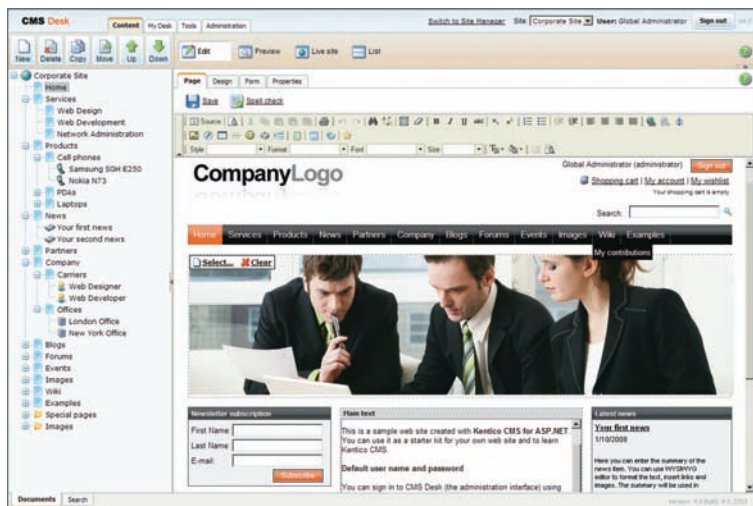 CMS Desk
Content My Desk Tools Administration
Switch to Site Manager Site: Corporate Site User: Global Administrator Sign out
New Delete Copy Move Up Down
Edit Preview Live site List
Corporate Site
Home
Services
Web Design
Web Development
Network Administration
Products
Cell phones
Samsung SGH E250
Nokia N73
PDAs
Laptops
News
Your first news
Your second news
Partners
Company
Carriers
Web Designer
Web Developer
Offices
London Office
New York Office
Blogs
Forums
Events
Images
Wiki
Examples
Special pages
Images
Documents Search
Page Design Form Properties
Save Spell check
Source
Style Format Font Size
CompanyLogo
Global Administrator (administrator) Sign out
Shopping cart | My account | My wishlist
Your shopping cart is empty
Search:
Home Services Products News Partners Company Blogs Forums Events Images Wiki Examples
My contributions
Select... Clear
Newsletter subscription
First Name
Last Name
E-mail:
Subscribe
Main text
This is a sample web site created with Kentico CMS for ASP.NET.
You can use it as a starter kit for your own web site and to learn
Kentico CMS.
Default user name and password
You can sign in to CMS Desk (the administration interface) using
Latest news
Your first news
1/10/2008
Here you can enter the summary of the
news item. You can use WYSIWYG
editor to format the text, insert links and
images. The summary will be used in